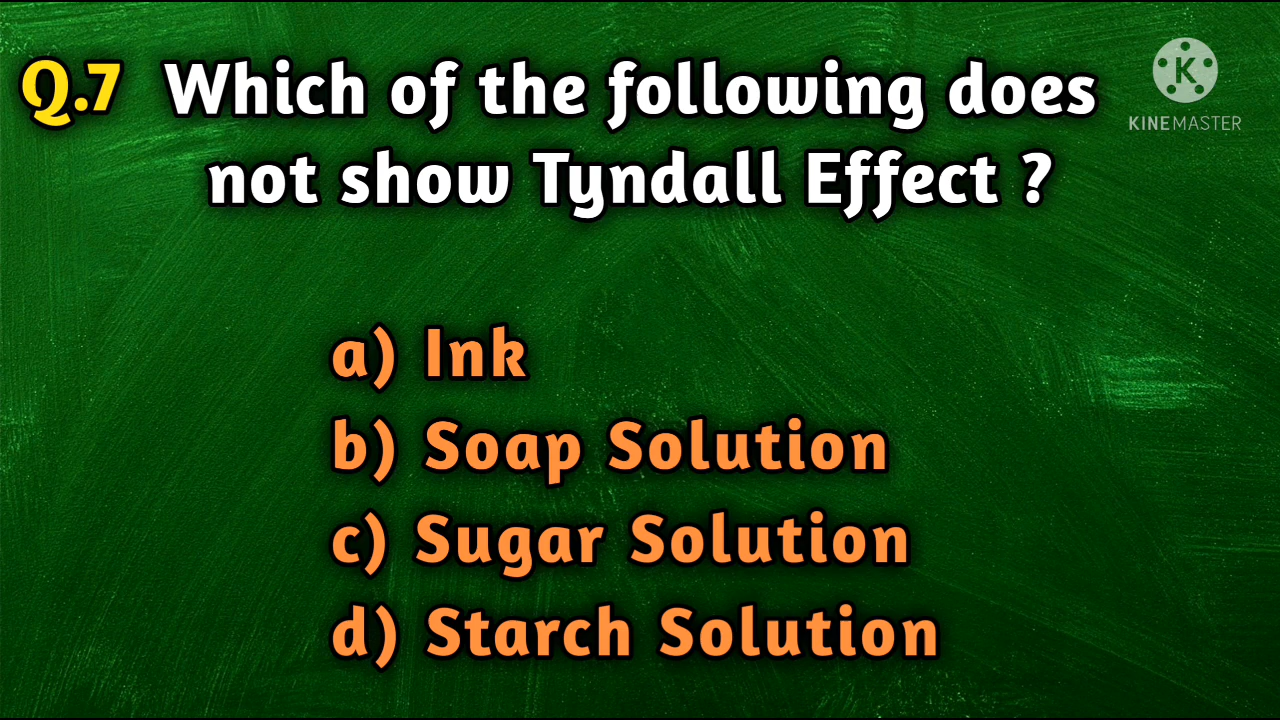 Q.7 Which of the following does
not show Tyndall Effect ?
KINEMASTER
a) Ink
b) Soap Solution
c) Sugar Solution
d) Starch Solution